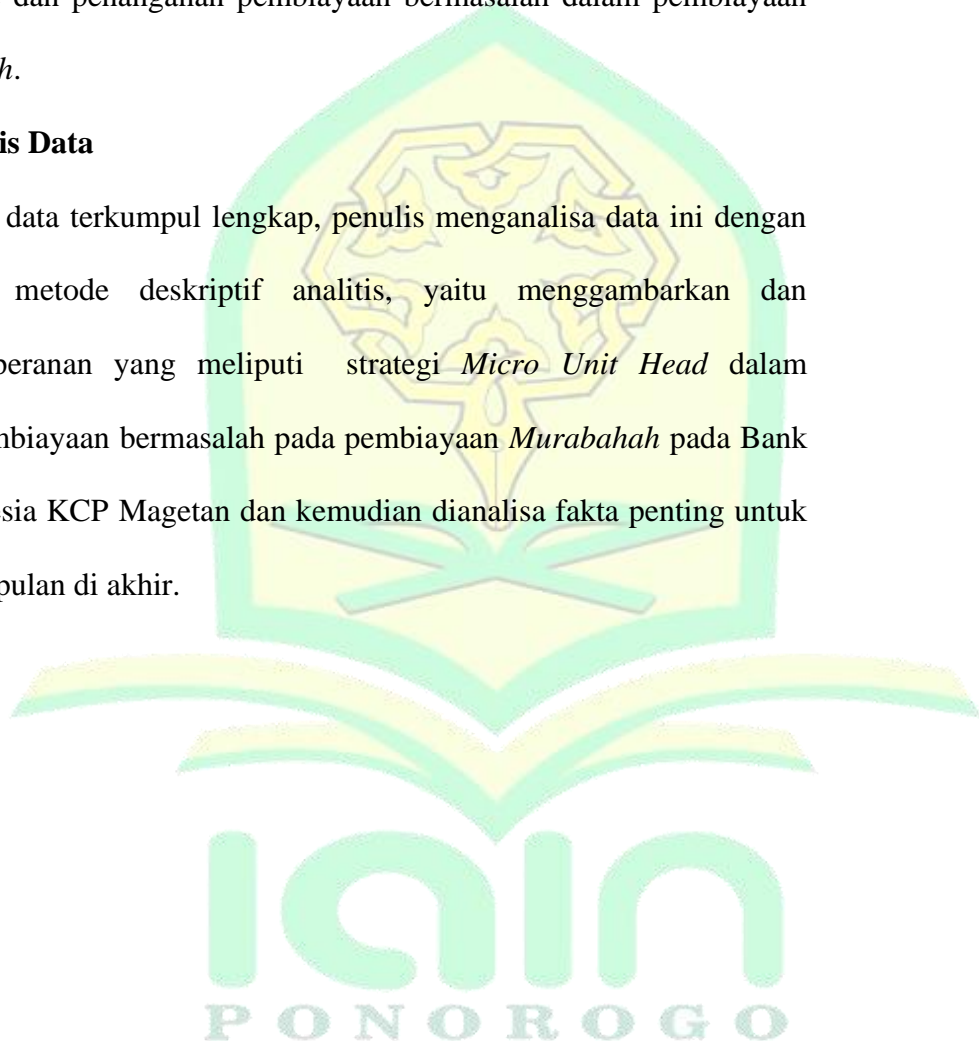 dan penanganan pembiayaan bermasalah dalam pembiayaan
h.
is Data
data terkumpul lengkap, penulis menganalisa data ini dengan
metode deskriptif analitis, yaitu menggambarkan dan
peranan yang meliputi strategi Micro Unit Head dalam
mbiayaan bermasalah pada pembiayaan Murabahah pada Bank
esia KCP Magetan dan kemudian dianalisa fakta penting untuk
pulan di akhir.
IAIN
PONOROGO